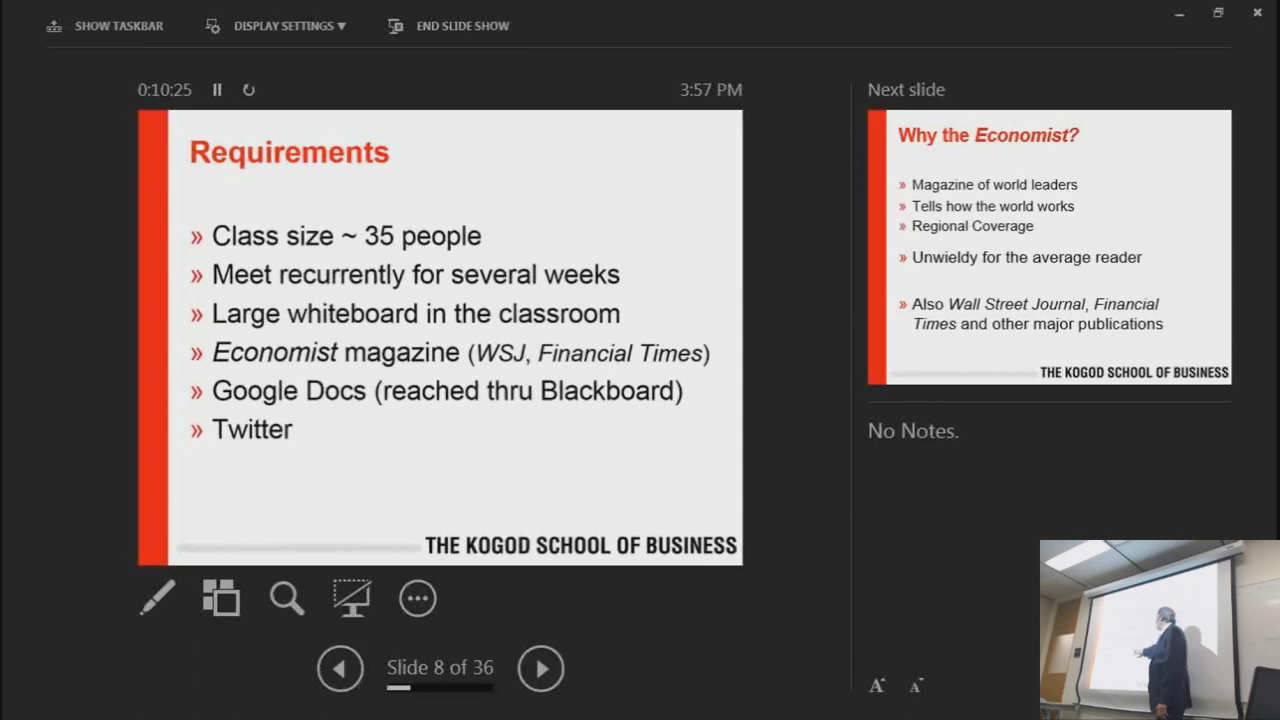 SHOW TASKBAR DISPLAY SETTINGS ▼ END SLIDE SHOW
0:10:25 3:57 PM
Requirements
» Class size ~ 35 people
» Meet recurrently for several weeks
» Large whiteboard in the classroom
» Economist magazine (WSJ, Financial Times)
» Google Docs (reached thru Blackboard)
» Twitter
THE KOGOD SCHOOL OF BUSINESS
Slide 8 of 36
Next slide
Why the Economist?
» Magazine of world leaders
» Tells how the world works
» Regional Coverage
» Unwieldy for the average reader
» Also Wall Street Journal, Financial
Times and other major publications
THE KOGOD SCHOOL OF BUSINESS
No Notes.
A A